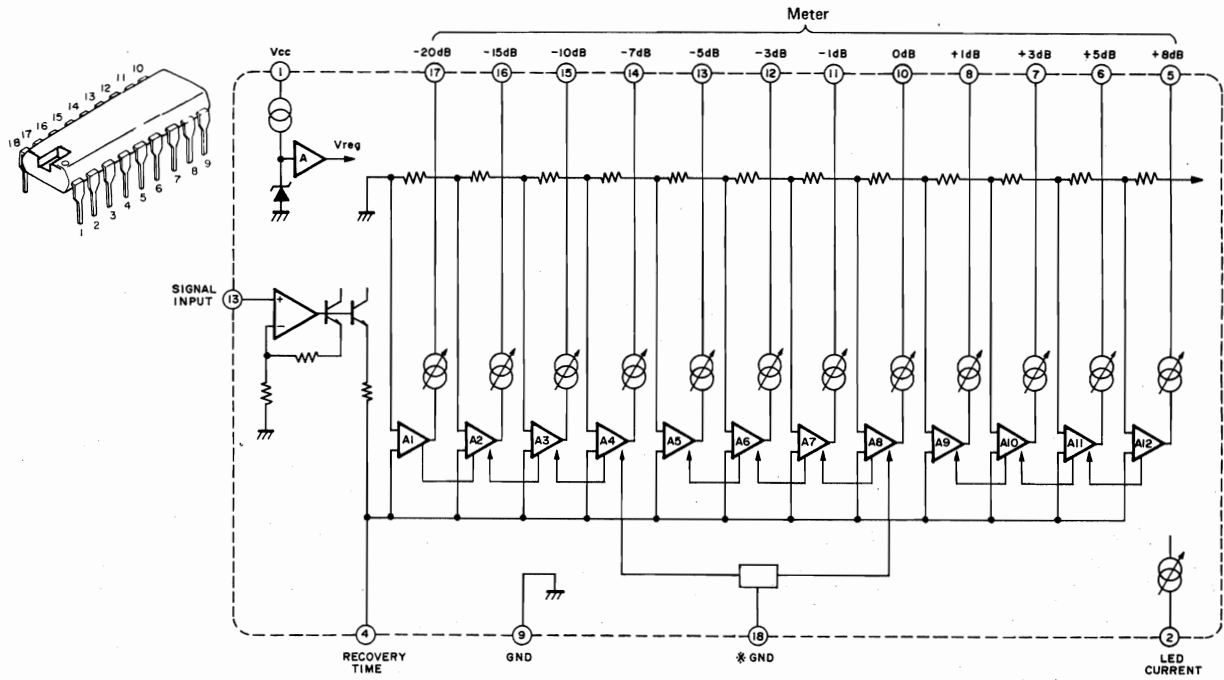 Meter
Vcc -20dB -15dB -10dB -7dB -5dB -3dB -1dB 0dB +1dB +3dB +5dB +8dB
1 17 16 15 14 13 12 11 10 8 7 6 5
18 17 16 15 14 13 12 11 10
1 2 3 4 5 6 7 8 9
A Vreg
SIGNAL
INPUT
13
+
−
A1 A2 A3 A4 A5 A6 A7 A8 A9 A10 A11 A12
4 9 18 2
RECOVERY
TIME
GND
※GND
LED
CURRENT